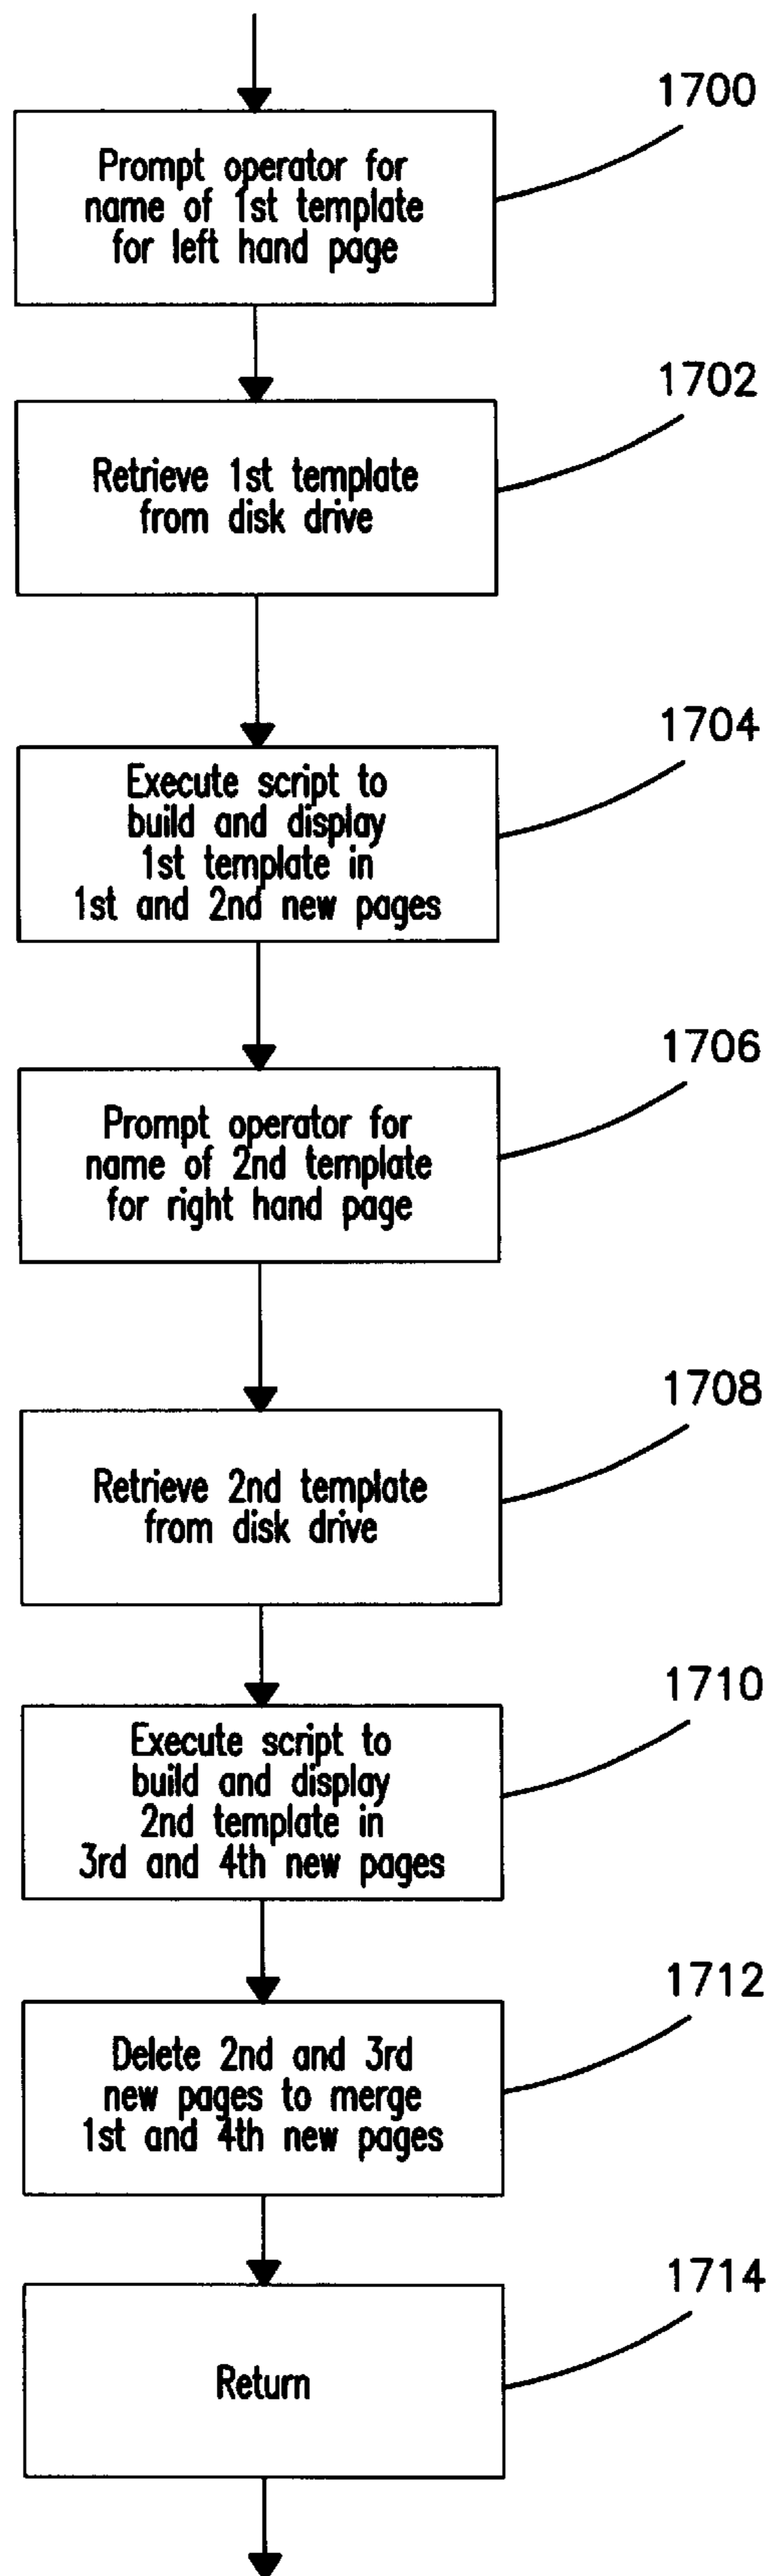 1700
Prompt operator for
name of 1st template
for left hand page
1702
Retrieve 1st template
from disk drive
1704
Execute script to
build and display
1st template in
1st and 2nd new pages
1706
Prompt operator for
name of 2nd template
for right hand page
1708
Retrieve 2nd template
from disk drive
1710
Execute script to
build and display
2nd template in
3rd and 4th new pages
1712
Delete 2nd and 3rd
new pages to merge
1st and 4th new pages
1714
Return